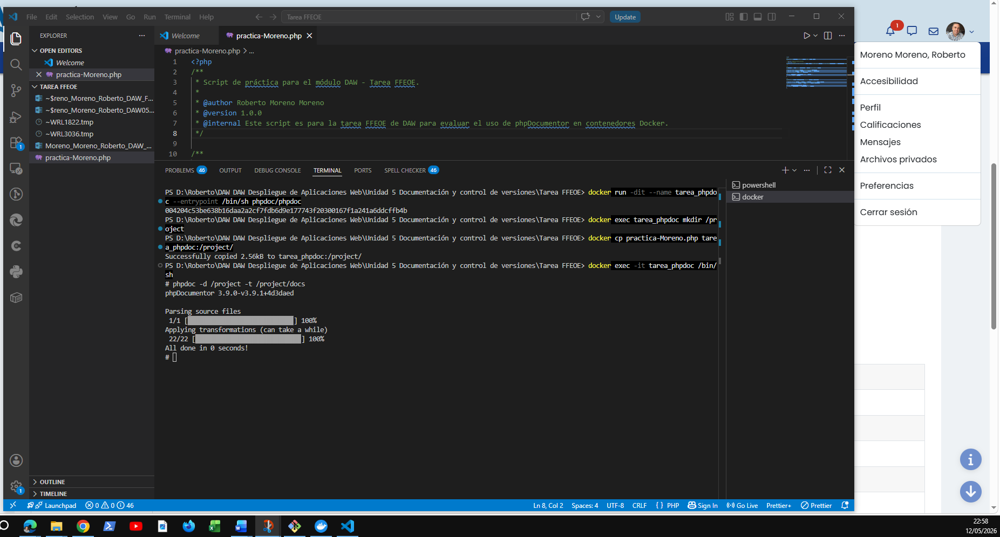 File Edit Selection View Go Run Terminal Help
Tarea FFEOE
Update
EXPLORER
OPEN EDITORS
Welcome
practica-Moreno.php
TAREA FFEOE
~$reno_Moreno_Roberto_DAW_F...
~$reno_Moreno_Roberto_DAW05...
~WRL1822.tmp
~WRL3036.tmp
Moreno_Moreno_Roberto_DAW_...
practica-Moreno.php
OUTLINE
TIMELINE
Welcome
practica-Moreno.php
practica-Moreno.php > ...
1 <?php
2 /**
3 * Script de práctica para el módulo DAW - Tarea FFEOE.
4 *
5 * @author Roberto Moreno Moreno
6 * @version 1.0.0
7 * @internal Este script es para la tarea FFEOE de DAW para evaluar el uso de phpDocumentor en contenedores Docker.
8 */
9
10 /**
PROBLEMS 46 OUTPUT DEBUG CONSOLE TERMINAL PORTS SPELL CHECKER 46
PS D:\Roberto\DAW DAW Despliegue de Aplicaciones Web\Unidad 5 Documentación y control de versiones\Tarea FFEOE> docker run -dit --name tarea_phpdo
c --entrypoint /bin/sh phpdoc/phpdoc
004204c53be638b16daa2a2cf7fdb6d9e177743f20300167f1a241a6ddcffb4b
PS D:\Roberto\DAW DAW Despliegue de Aplicaciones Web\Unidad 5 Documentación y control de versiones\Tarea FFEOE> docker exec tarea_phpdoc mkdir /pr
oject
PS D:\Roberto\DAW DAW Despliegue de Aplicaciones Web\Unidad 5 Documentación y control de versiones\Tarea FFEOE> docker cp practica-Moreno.php tare
a_phpdoc:/project/
Successfully copied 2.56kB to tarea_phpdoc:/project/
PS D:\Roberto\DAW DAW Despliegue de Aplicaciones Web\Unidad 5 Documentación y control de versiones\Tarea FFEOE> docker exec -it tarea_phpdoc /bin/
sh
# phpdoc -d /project -t /project/docs
phpDocumentor 3.9.0-v3.9.1+4d3daed
Parsing source files
1/1 [] 100%
Applying transformations (can take a while)
22/22 [] 100%
All done in 0 seconds!
#
powershell
docker
1
1
Launchpad 0 0 46
Ln 8, Col 2 Spaces: 4 UTF-8 CRLF {} PHP Sign In Go Live Prettier+ Prettier
1
Moreno Moreno, Roberto
Accesibilidad
Perfil
Calificaciones
Mensajes
Archivos privados
Preferencias
Cerrar sesión
22:58
12/05/2026